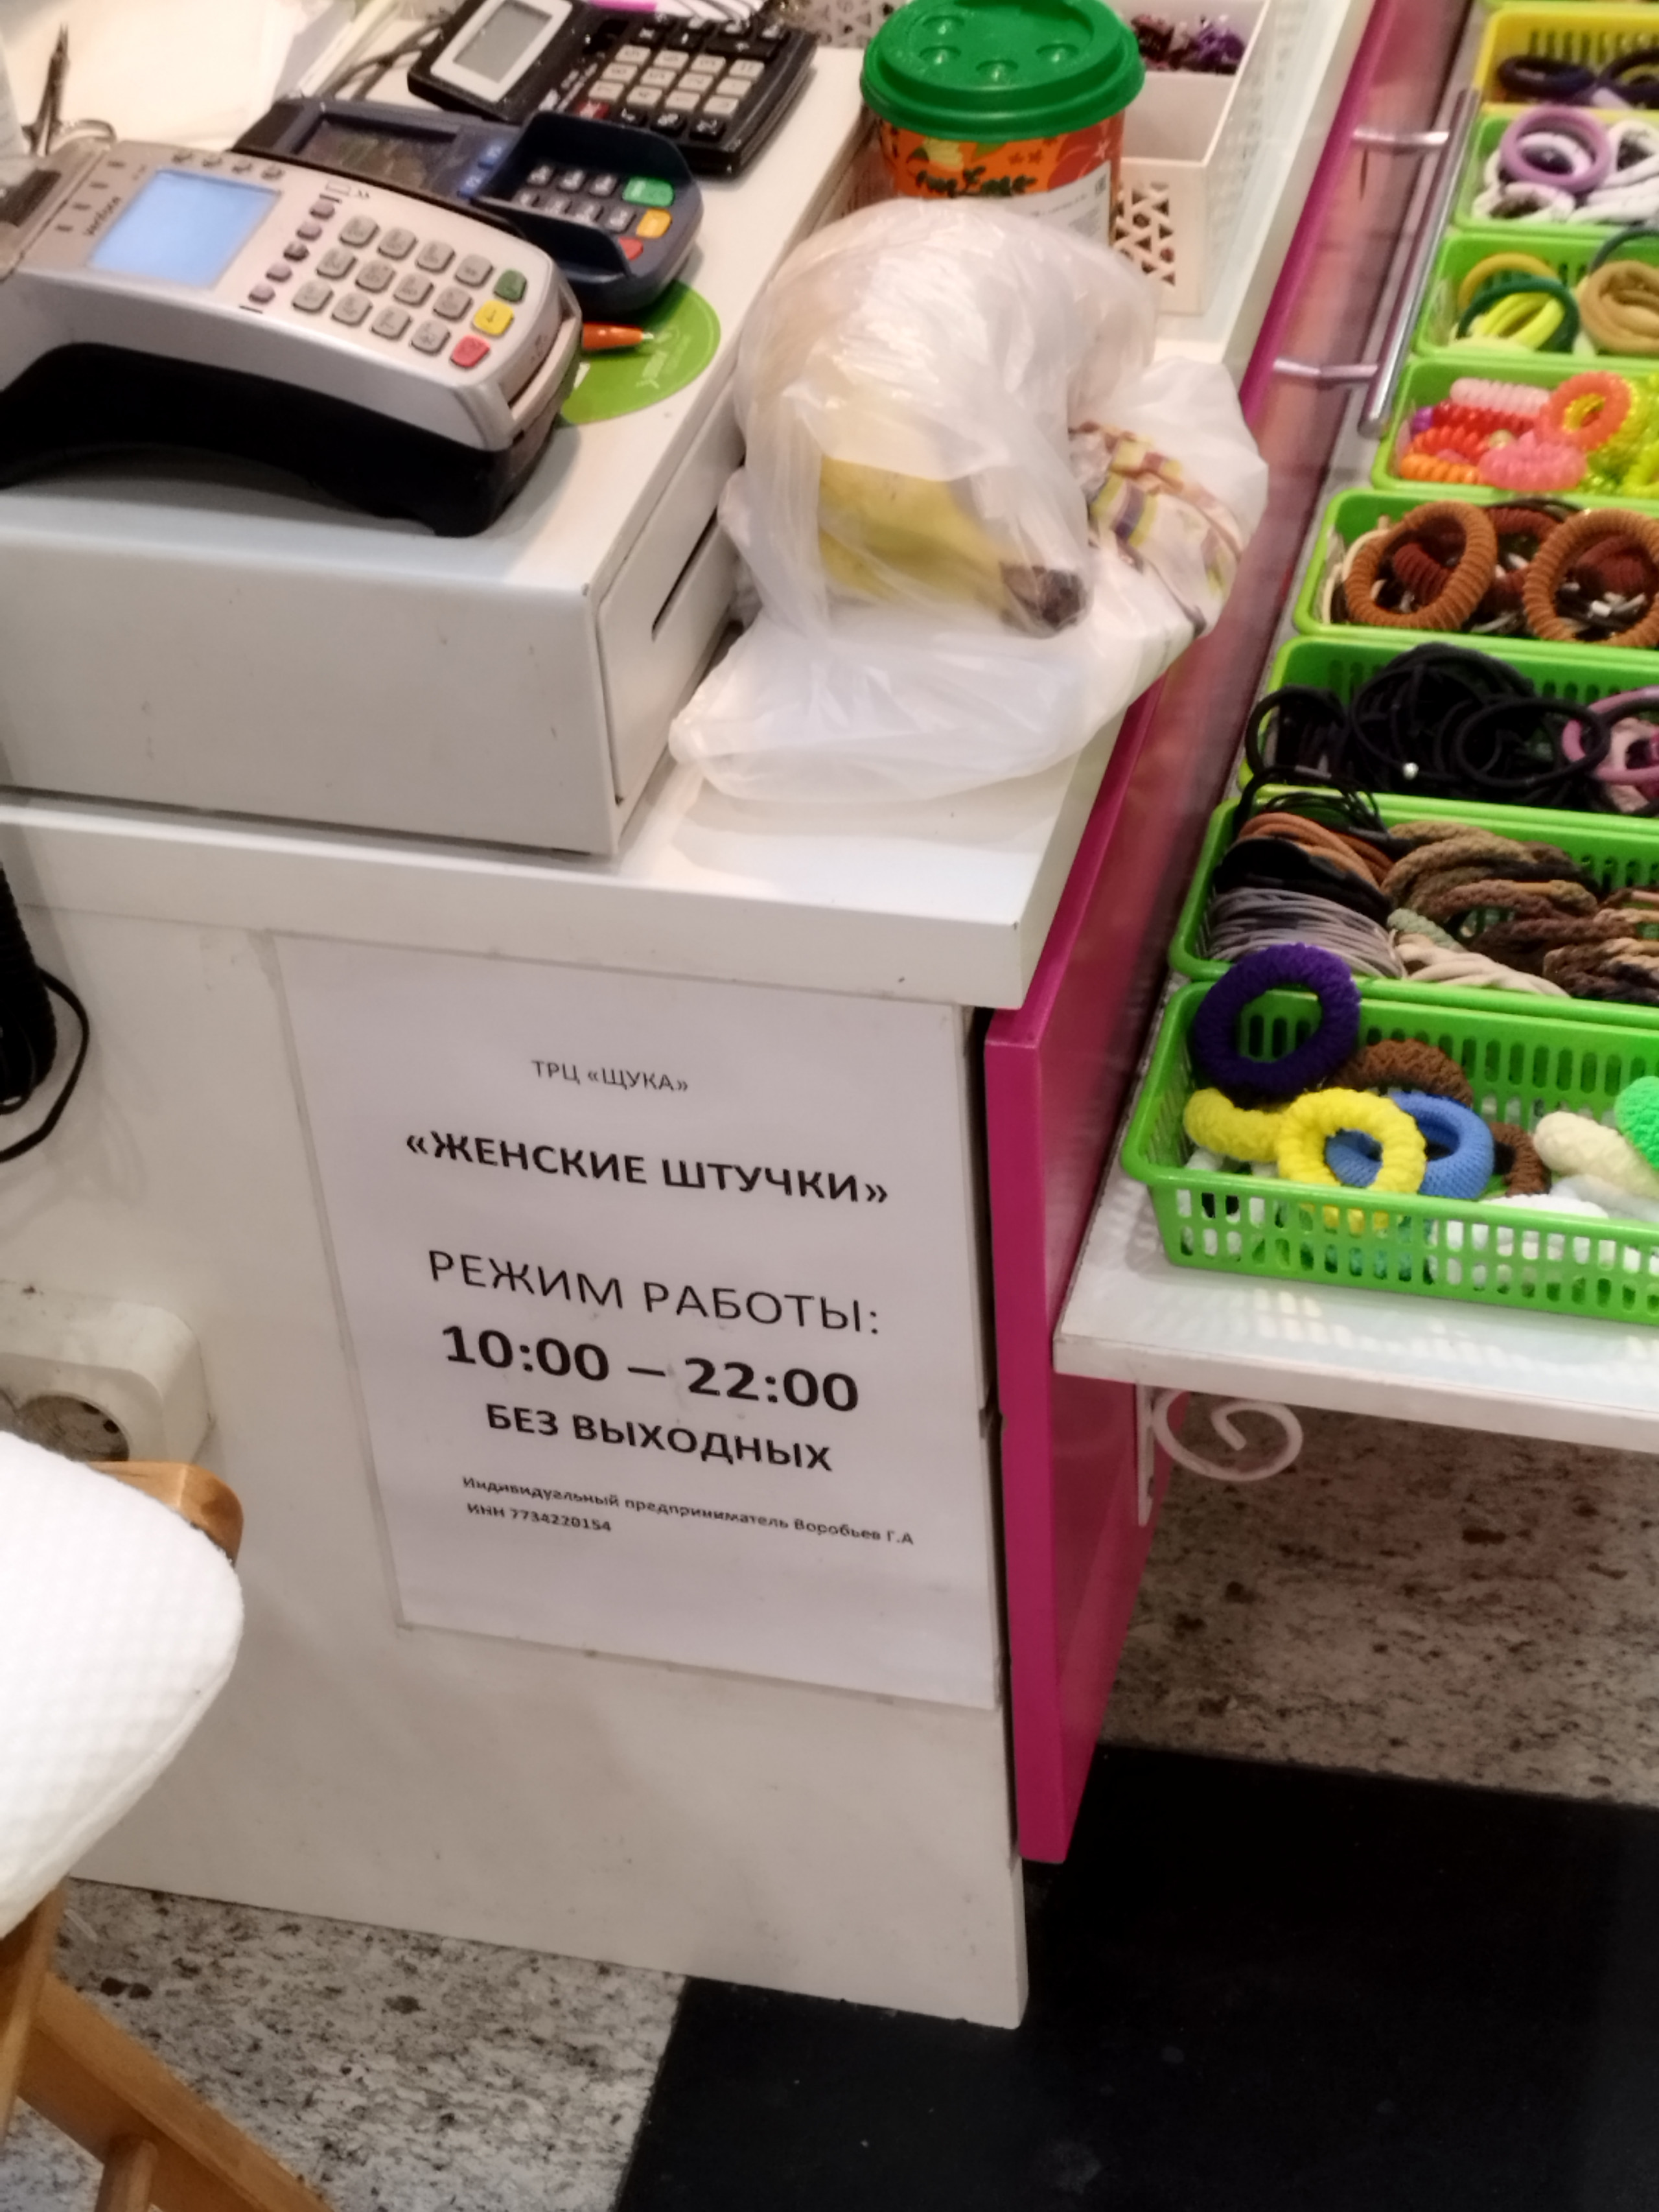 ТРЦ «ЩУКА»
«ЖЕНСКИЕ ШТУЧКИ»
РЕЖИМ РАБОТЫ:
10:00 – 22:00
БЕЗ ВЫХОДНЫХ
Индивидуальный предприниматель Воробьев Г.А
ИНН 7734220154